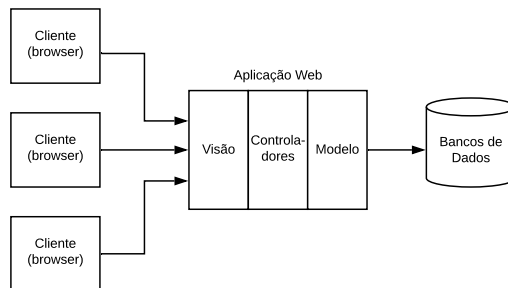 Cliente
(browser)
Aplicação Web
Cliente
(browser)
Visão
Controla-
dores
Modelo
Bancos de
Dados
Cliente
(browser)